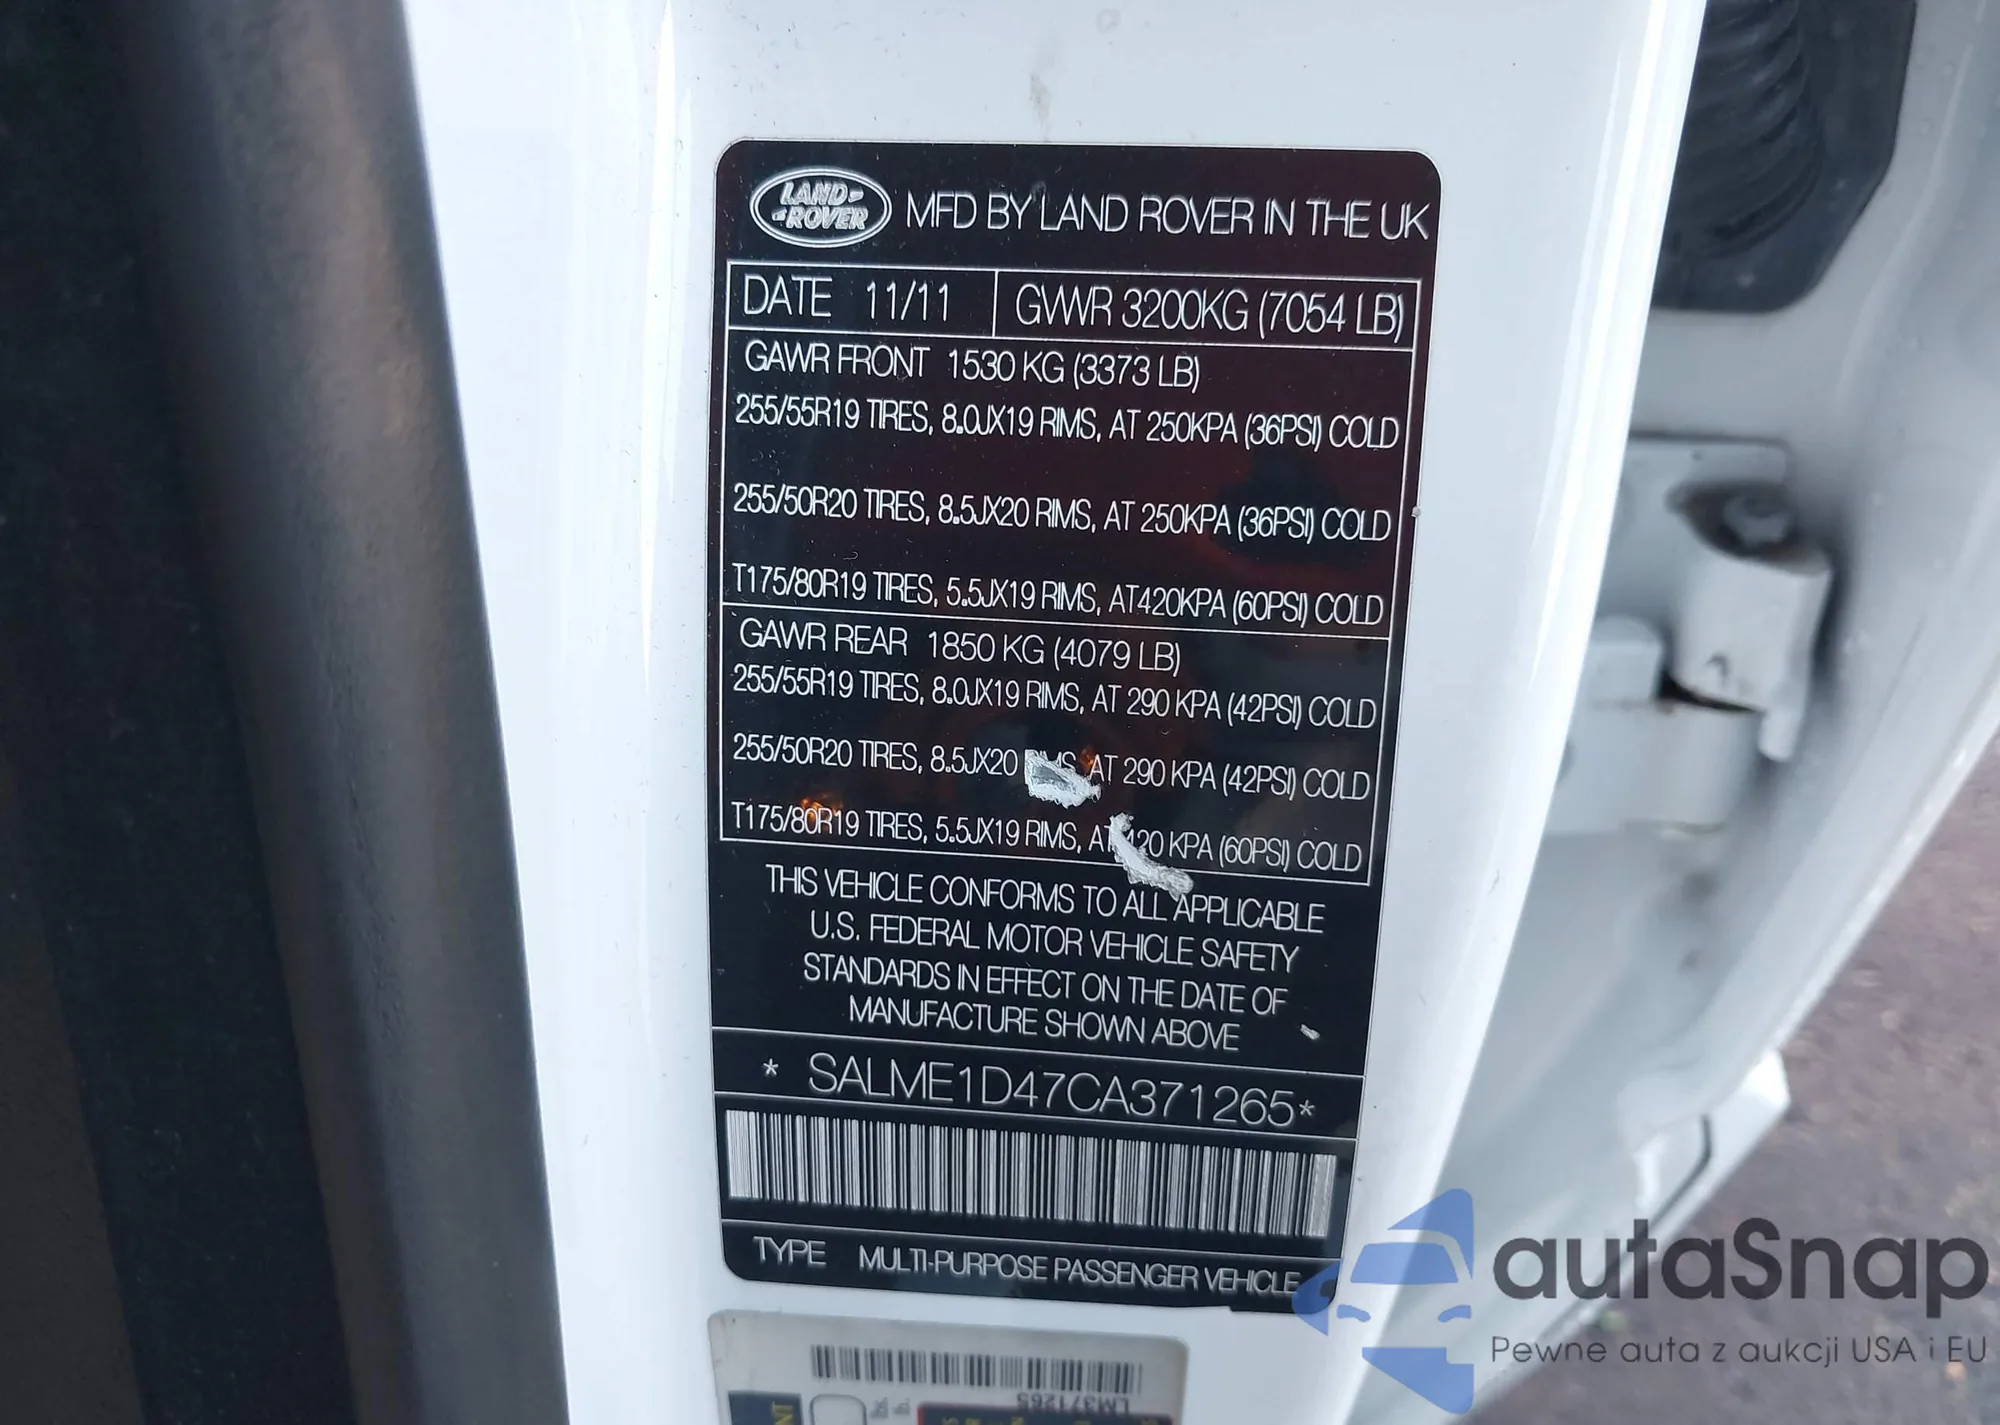 LAND-
-ROVER
MFD BY LAND ROVER IN THE UK
DATE 11/11 GVWR 3200KG (7054 LB)
GAWR FRONT 1530 KG (3373 LB)
255/55R19 TIRES, 8.0JX19 RIMS, AT 250KPA (36PSI) COLD
255/50R20 TIRES, 8.5JX20 RIMS, AT 250KPA (36PSI) COLD
T175/80R19 TIRES, 5.5JX19 RIMS, AT420KPA (60PSI) COLD
GAWR REAR 1850 KG (4079 LB)
255/55R19 TIRES, 8.0JX19 RIMS, AT 290 KPA (42PSI) COLD
255/50R20 TIRES, 8.5JX20 RIMS, AT 290 KPA (42PSI) COLD
T175/80R19 TIRES, 5.5JX19 RIMS, AT 420 KPA (60PSI) COLD
THIS VEHICLE CONFORMS TO ALL APPLICABLE
U.S. FEDERAL MOTOR VEHICLE SAFETY
STANDARDS IN EFFECT ON THE DATE OF
MANUFACTURE SHOWN ABOVE
* SALME1D47CA371265*
TYPE MULTI-PURPOSE PASSENGER VEHICLE
LM371265
autaSnap
Pewne auta z aukcji USA i EU